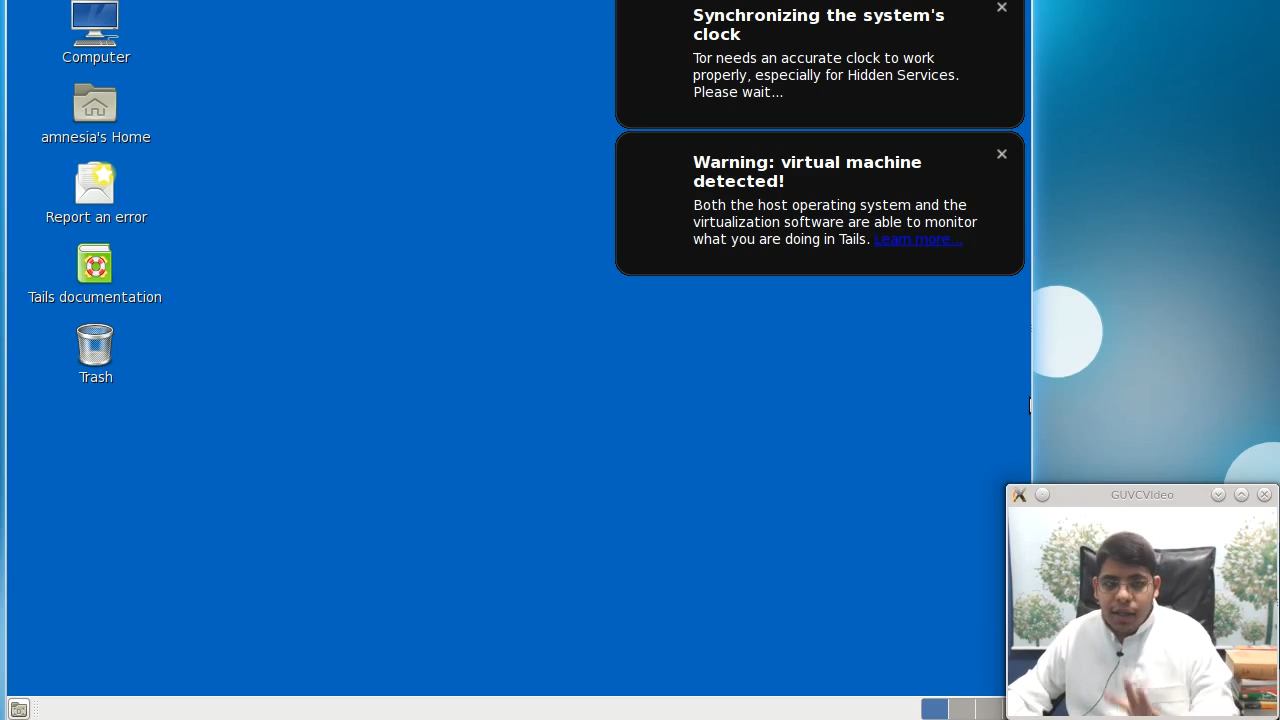 Computer
amnesia's Home
Report an error
Tails documentation
Trash
Synchronizing the system's
clock
Tor needs an accurate clock to work
properly, especially for Hidden Services.
Please wait...
Warning: virtual machine
detected!
Both the host operating system and the
virtualization software are able to monitor
what you are doing in Tails. Learn more...
GUVCVIdeo